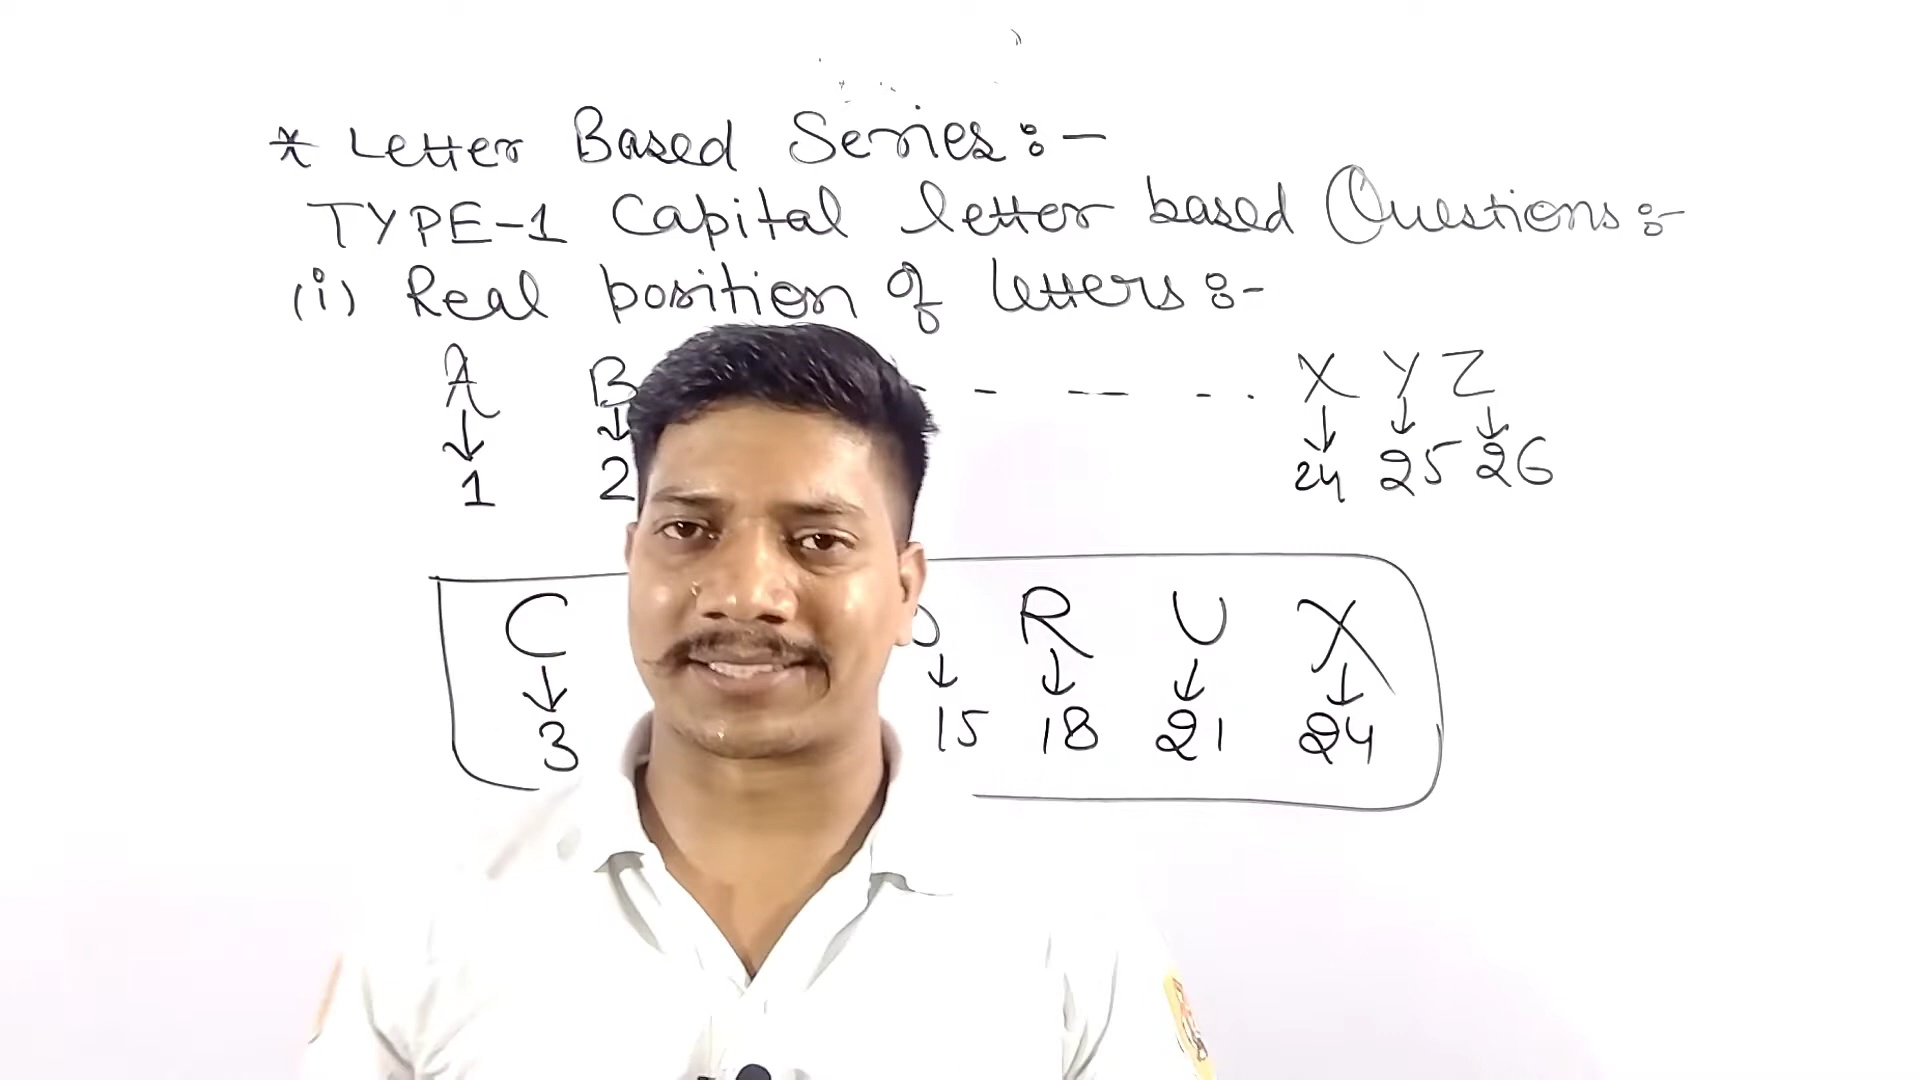 * Letter Based Series:-
TYPE-1 Capital letter based Questions:-
(i) Real position of letters:-
A B - - -- - . . X Y Z
↓ ↓ ↓ ↓ ↓
1 2 24 25 26
C R U X
↓ ↓ ↓ ↓ ↓
3 15 18 21 24